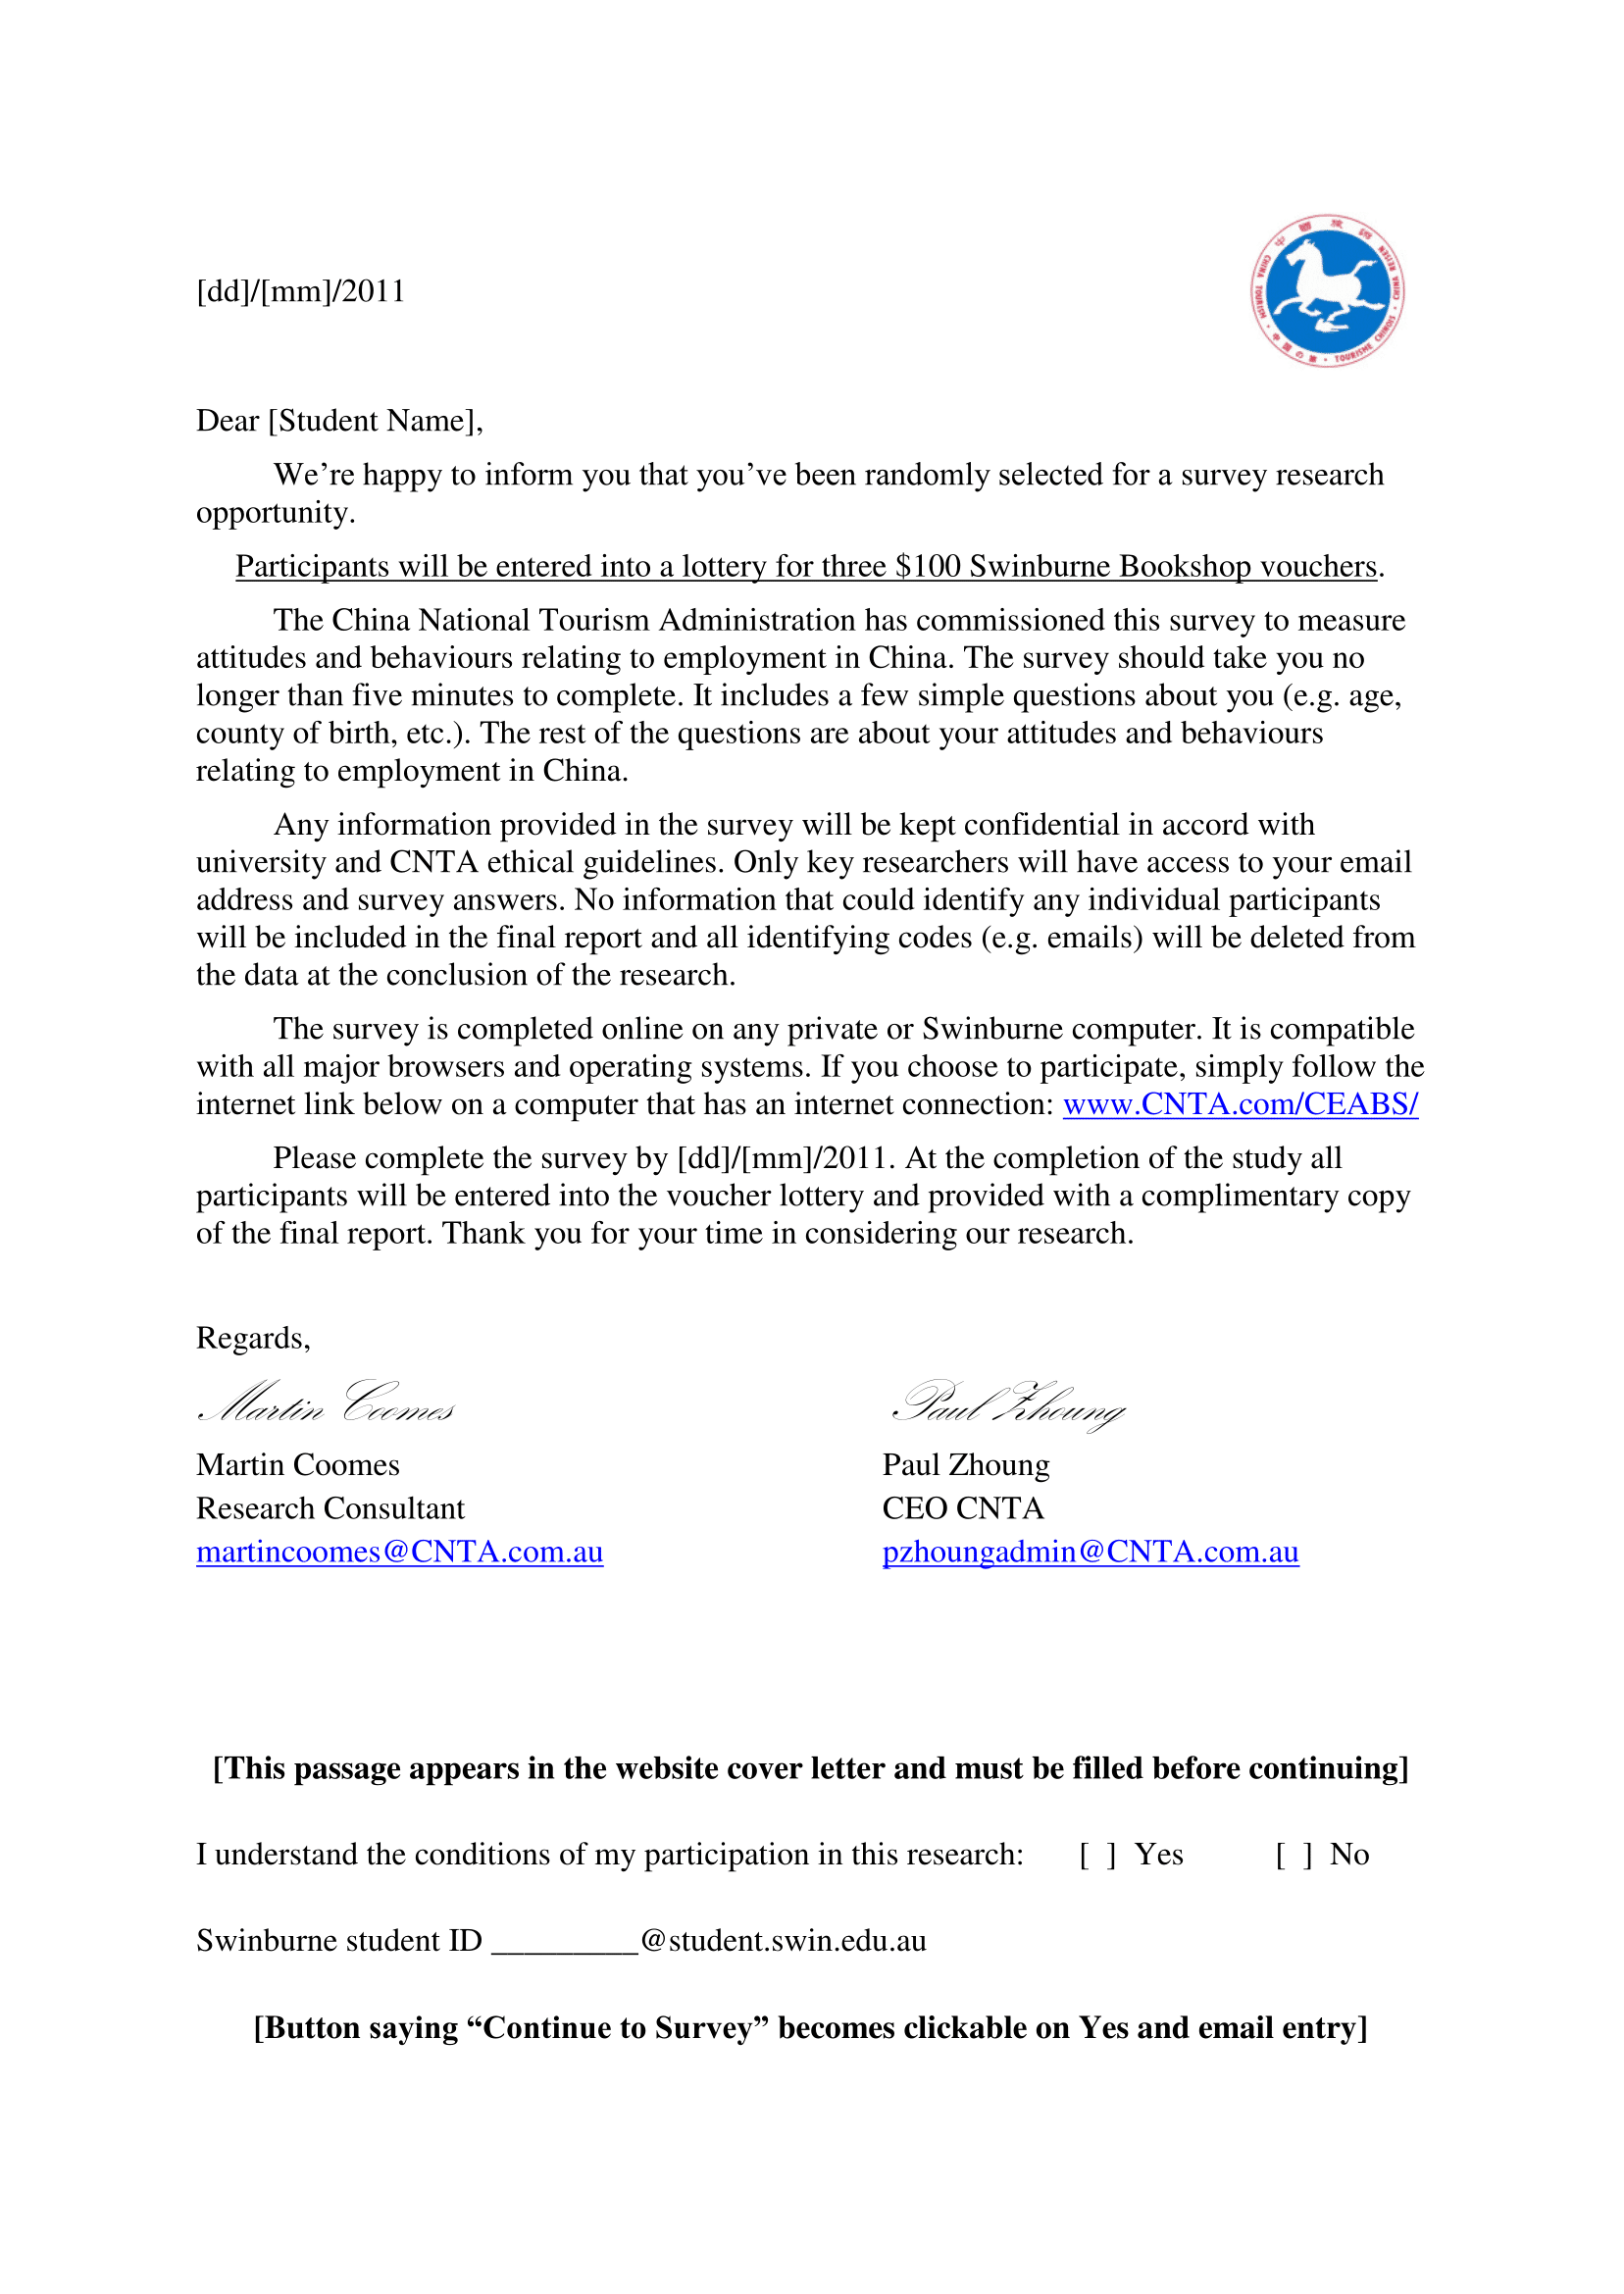 [dd]/[mm]/2011
CHINA TOURISM • 中国の旅 • TOURISME CHINOIS • CHINA REISEN
Dear [Student Name],
We’re happy to inform you that you’ve been randomly selected for a survey research
opportunity.
Participants will be entered into a lottery for three $100 Swinburne Bookshop vouchers.
The China National Tourism Administration has commissioned this survey to measure
attitudes and behaviours relating to employment in China. The survey should take you no
longer than five minutes to complete. It includes a few simple questions about you (e.g. age,
county of birth, etc.). The rest of the questions are about your attitudes and behaviours
relating to employment in China.
Any information provided in the survey will be kept confidential in accord with
university and CNTA ethical guidelines. Only key researchers will have access to your email
address and survey answers. No information that could identify any individual participants
will be included in the final report and all identifying codes (e.g. emails) will be deleted from
the data at the conclusion of the research.
The survey is completed online on any private or Swinburne computer. It is compatible
with all major browsers and operating systems. If you choose to participate, simply follow the
internet link below on a computer that has an internet connection: www.CNTA.com/CEABS/
Please complete the survey by [dd]/[mm]/2011. At the completion of the study all
participants will be entered into the voucher lottery and provided with a complimentary copy
of the final report. Thank you for your time in considering our research.
Regards,
Martin Coomes Paul Zhoung
Martin Coomes Paul Zhoung
Research Consultant CEO CNTA
martincoomes@CNTA.com.au pzhoungadmin@CNTA.com.au
[This passage appears in the website cover letter and must be filled before continuing]
I understand the conditions of my participation in this research: [ ] Yes [ ] No
Swinburne student ID _________@student.swin.edu.au
[Button saying “Continue to Survey” becomes clickable on Yes and email entry]